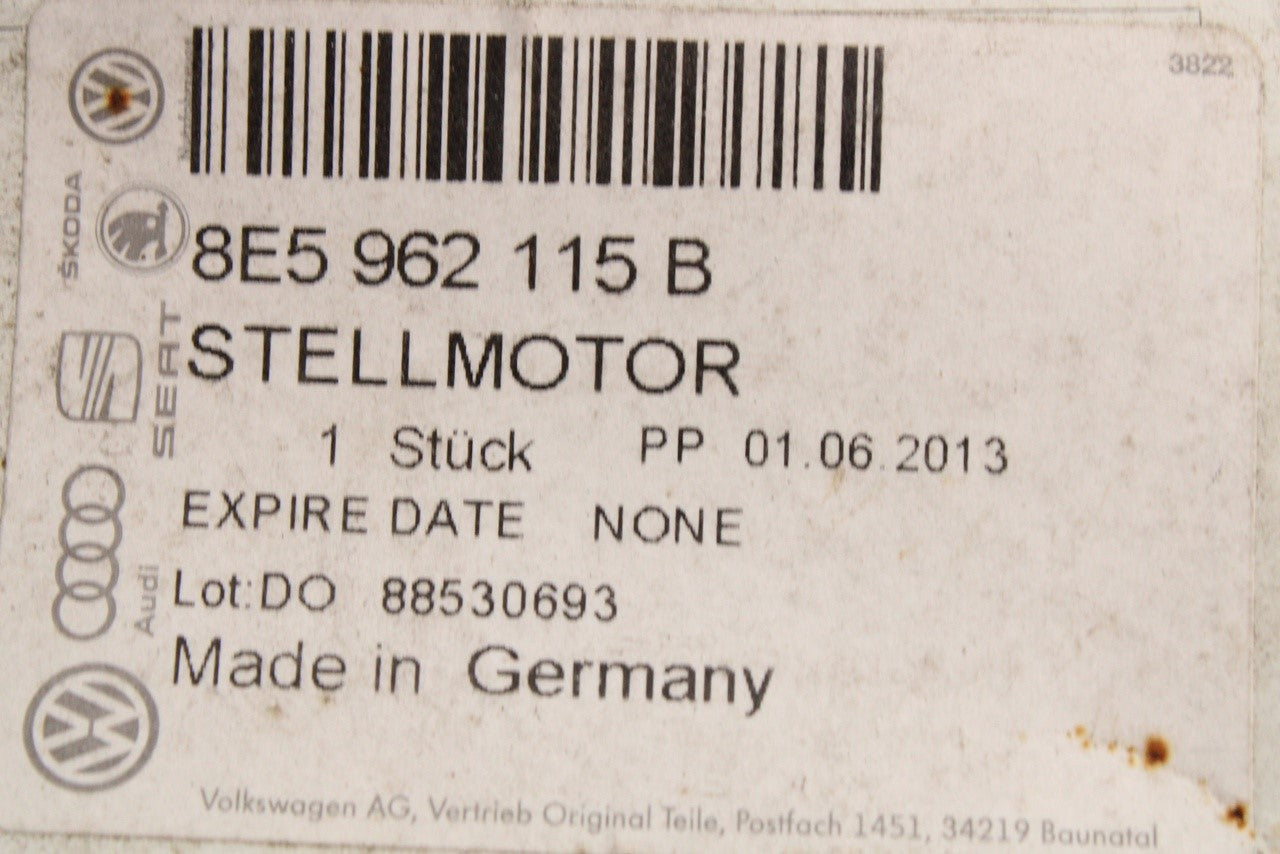 3822
8E5 962 115 B
STELLMOTOR
1 Stück PP 01.06.2013
EXPIRE DATE NONE
Lot:DO 88530693
Made in Germany
Volkswagen AG, Vertrieb Original Teile, Postfach 1451, 34219 Baunatal
ŠKODA
SEAT
Audi